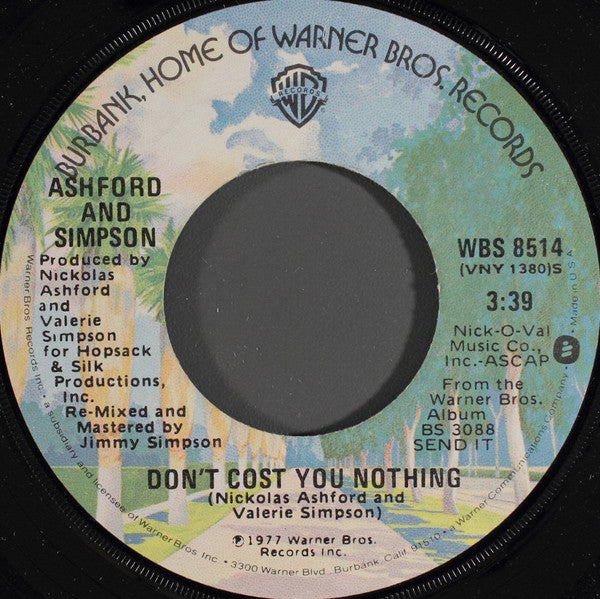 BURBANK, HOME OF WARNER BROS. RECORDS
WB
RECORDS
®
ASHFORD
AND
SIMPSON
Produced by
Nickolas
Ashford
and
Valerie
Simpson
for Hopsack
& Silk
Productions,
Inc.
Re-Mixed and
Mastered by
Jimmy Simpson
WBS 8514
(VNY 1380)S
3:39
Nick-O-Val
Music Co.,
Inc.-ASCAP
From the
Warner Bros.
Album
BS 3088
SEND IT
DON'T COST YOU NOTHING
(Nickolas Ashford and
Valerie Simpson)
℗ 1977 Warner Bros.
Records Inc.
Warner Bros. Records Inc. • a subsidiary and licensee of Warner Bros. Inc. • 3300 Warner Blvd., Burbank, Calif. 91510 • a Warner Communications company • Made in U.S.A.